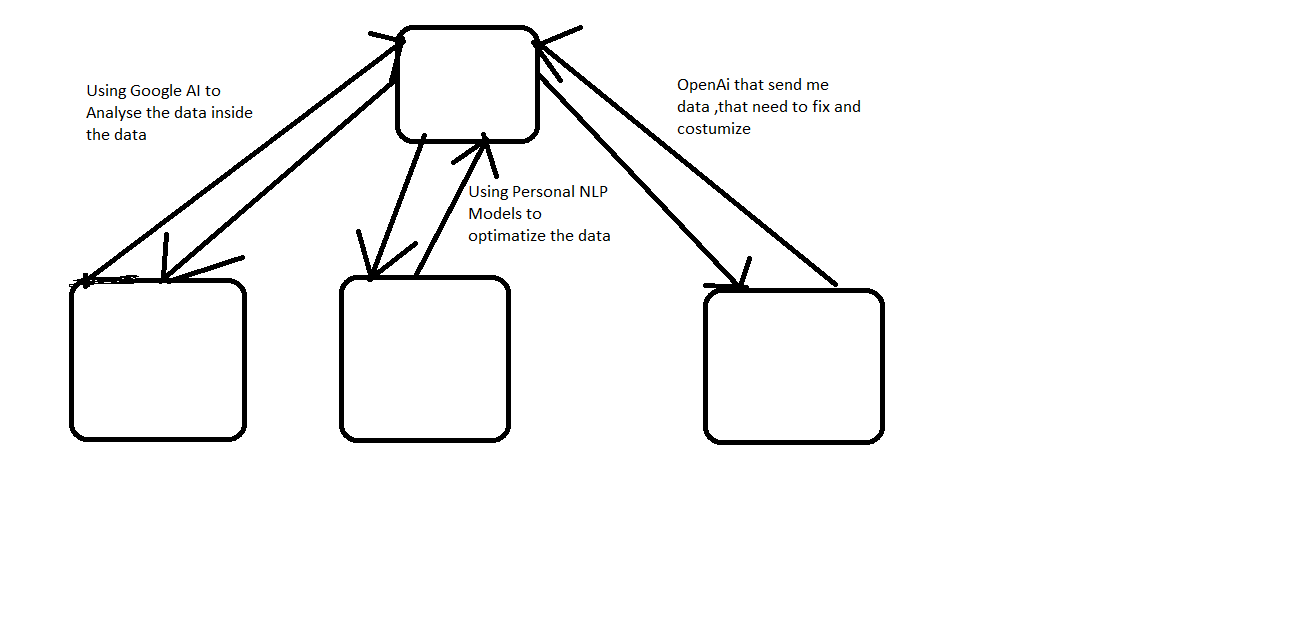 Using Google AI to
Analyse the data inside
the data
OpenAi that send me
data ,that need to fix and
costumize
Using Personal NLP
Models to
optimatize the data